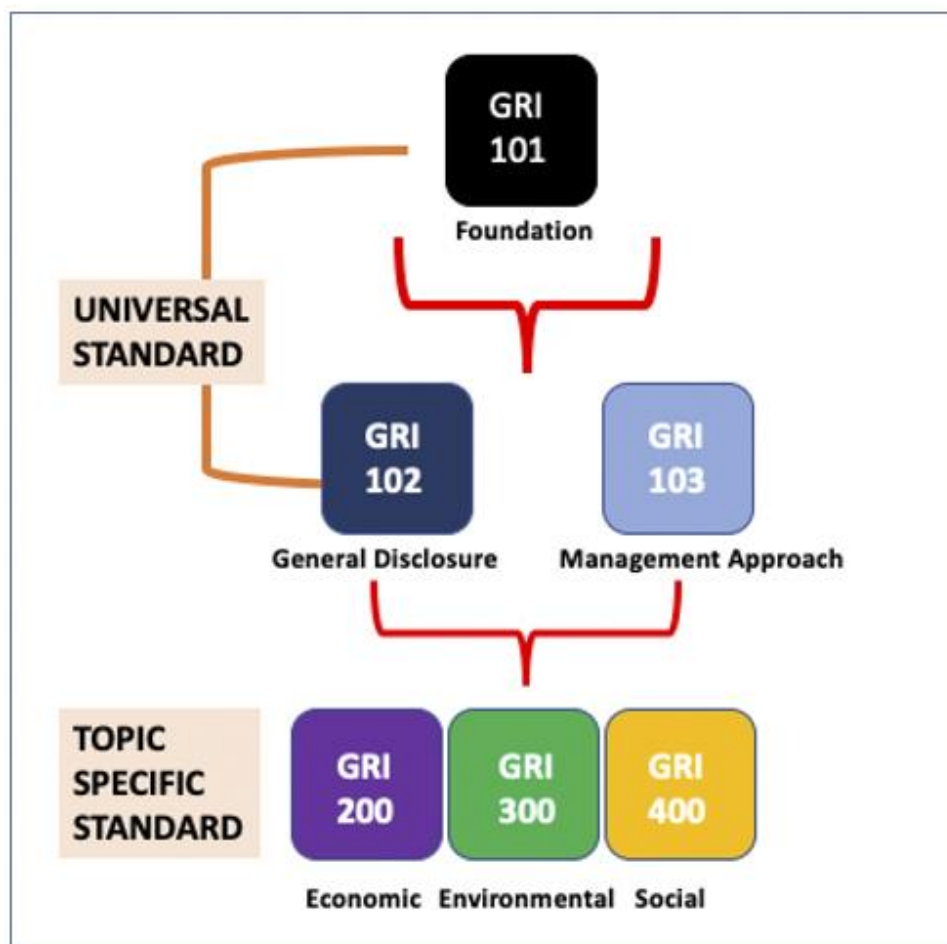 GRI
101
Foundation
UNIVERSAL
STANDARD
GRI
102
General Disclosure
GRI
103
Management Approach
TOPIC
SPECIFIC
STANDARD
GRI
200
Economic
GRI
300
Environmental
GRI
400
Social